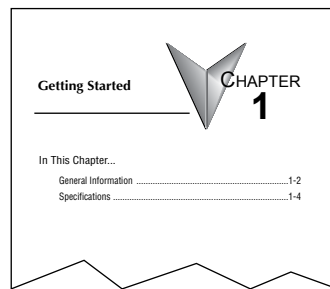 Getting Started
CHAPTER
1
In This Chapter...
General Information ..........................................................1-2
Specifications ...................................................................1-4